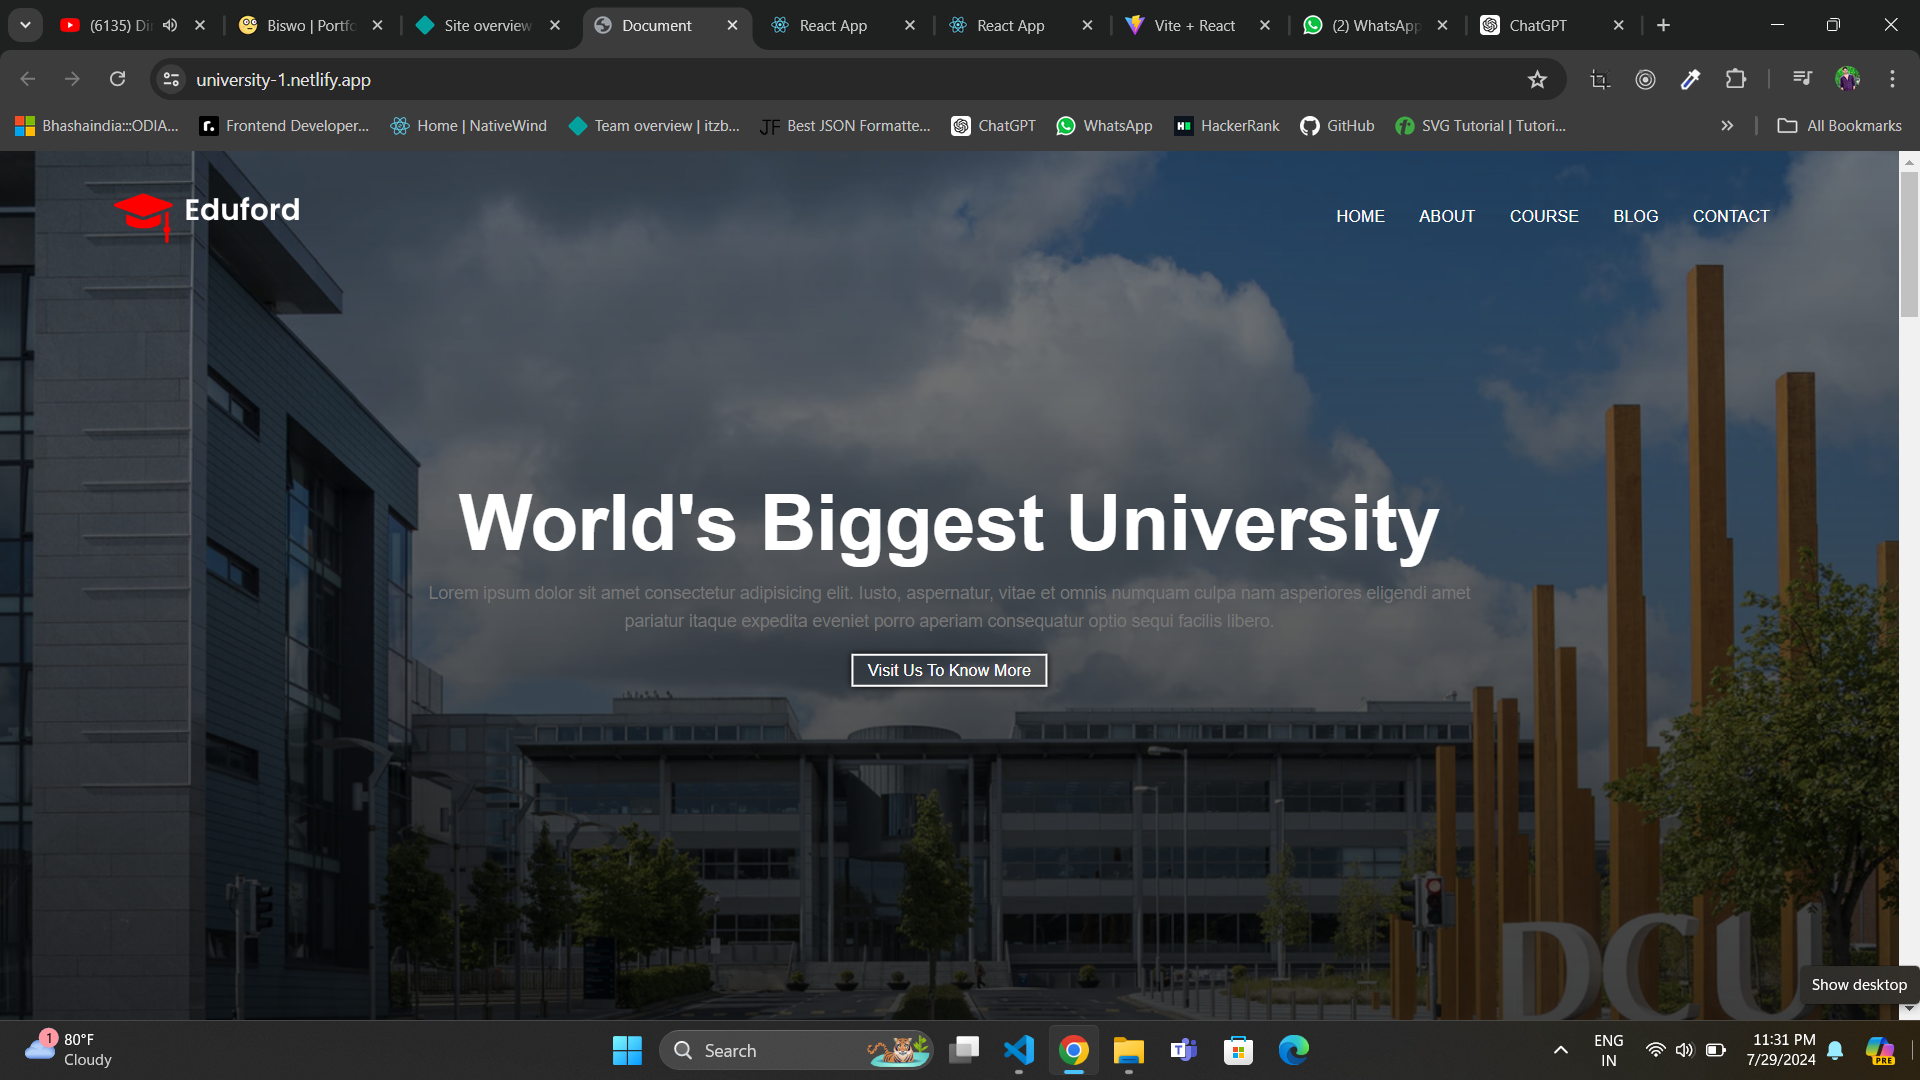 (6135) Di
Biswo | Portfo
Site overview
Document
React App
React App
Vite + React
(2) WhatsApp
ChatGPT
university-1.netlify.app
Bhashaindia:::ODIA...
Frontend Developer...
Home | NativeWind
Team overview | itzb...
JF Best JSON Formatte...
ChatGPT
WhatsApp
HackerRank
GitHub
SVG Tutorial | Tutori...
All Bookmarks
Eduford
HOME
ABOUT
COURSE
BLOG
CONTACT
World's Biggest University
Lorem ipsum dolor sit amet consectetur adipisicing elit. Iusto, aspernatur, vitae et omnis numquam culpa nam asperiores eligendi amet
pariatur itaque expedita eveniet porro aperiam consequatur optio sequi facilis libero.
Visit Us To Know More
DCU
Show desktop
1
80°F
Cloudy
Search
ENG
IN
11:31 PM
7/29/2024
PRE